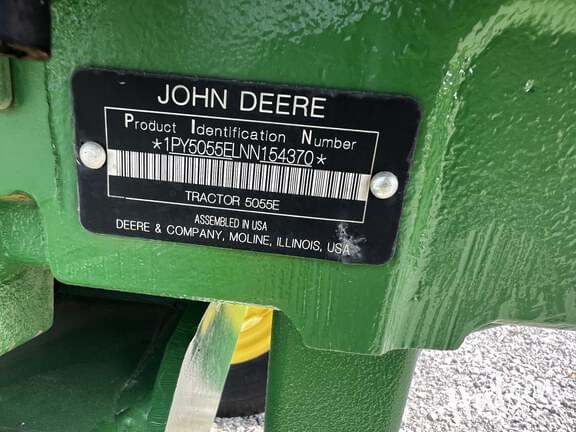 JOHN DEERE
Product Identification Number
*1PY5055ELNN154370*
TRACTOR 5055E
ASSEMBLED IN USA
DEERE & COMPANY, MOLINE, ILLINOIS, USA